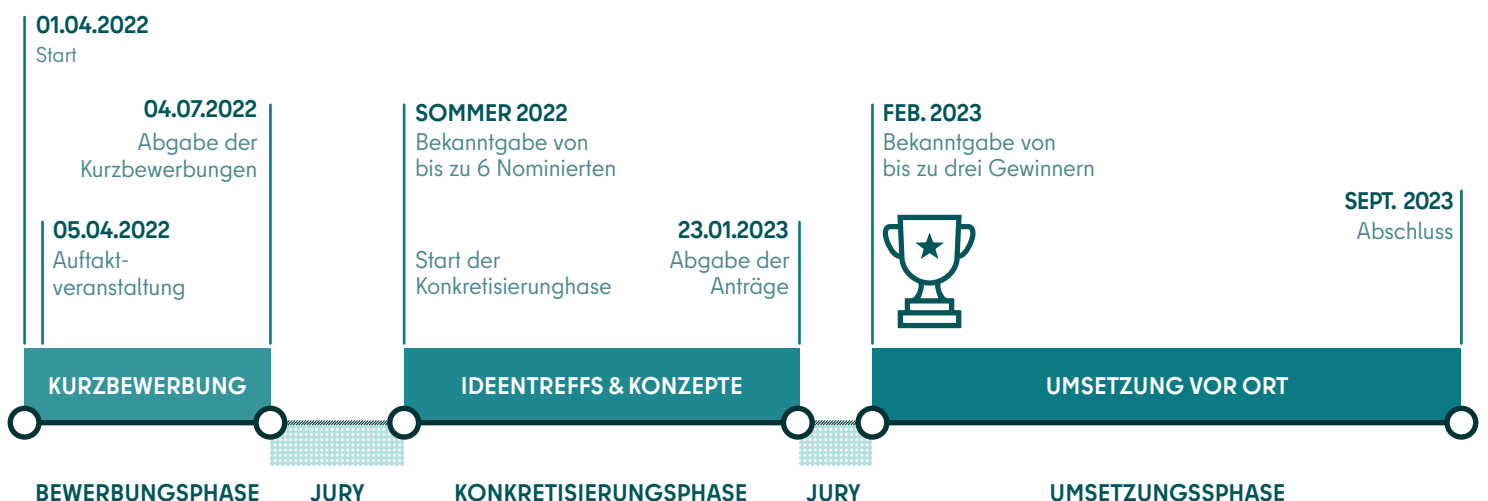 01.04.2022
Start
04.07.2022
Abgabe der
Kurzbewerbungen
05.04.2022
Auftakt-
veranstaltung
SOMMER 2022
Bekanntgabe von
bis zu 6 Nominierten
Start der
Konkretisierunghase
23.01.2023
Abgabe der
Anträge
FEB. 2023
Bekanntgabe von
bis zu drei Gewinnern
SEPT. 2023
Abschluss
KURZBEWERBUNG
IDEENTREFFS & KONZEPTE
UMSETZUNG VOR ORT
BEWERBUNGSPHASE
JURY
KONKRETISIERUNGSPHASE
JURY
UMSETZUNGSSPHASE